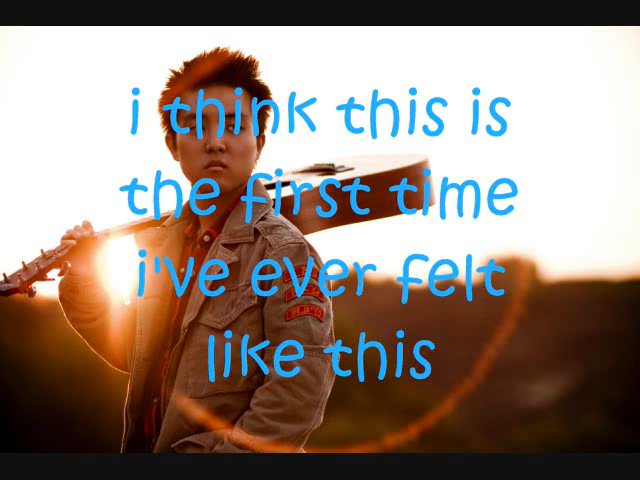 i think this is
the first time
i've ever felt
like this